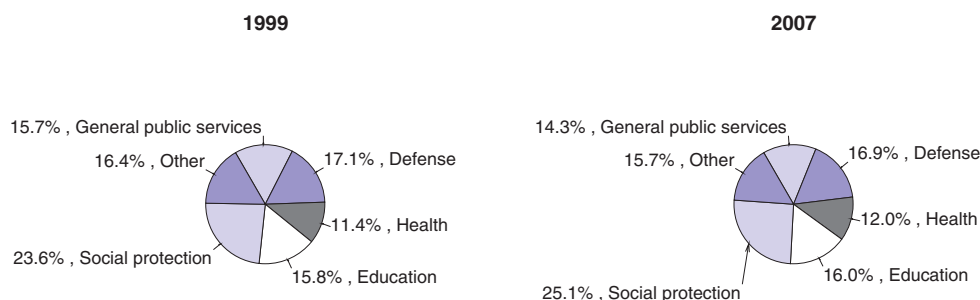 1999
15.7% , General public services
16.4% , Other
17.1% , Defense
11.4% , Health
23.6% , Social protection
15.8% , Education
2007
14.3% , General public services
15.7% , Other
16.9% , Defense
12.0% , Health
16.0% , Education
25.1% , Social protection